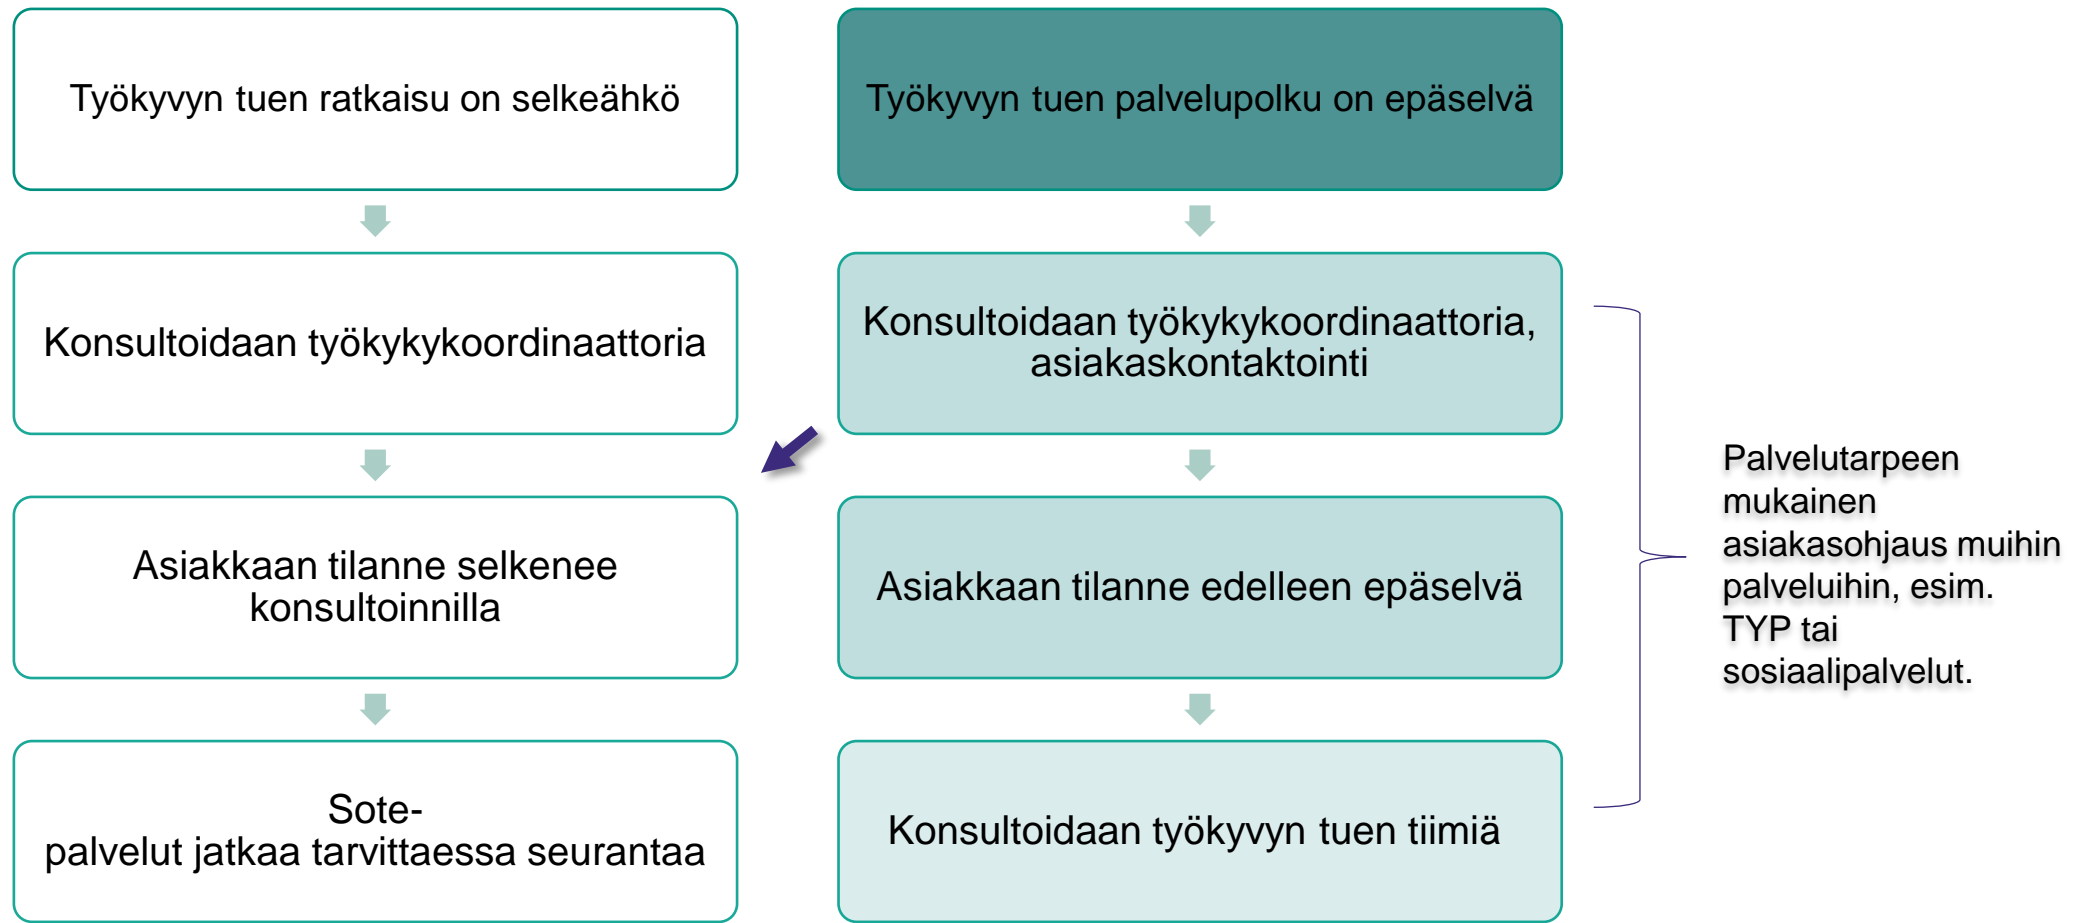 Työkyvyn tuen ratkaisu on selkeähkö
Konsultoidaan työkykykoordinaattoria
Asiakkaan tilanne selkenee
konsultoinnilla
Sote-
palvelut jatkaa tarvittaessa seurantaa
Työkyvyn tuen palvelupolku on epäselvä
Konsultoidaan työkykykoordinaattoria,
asiakaskontaktointi
Asiakkaan tilanne edelleen epäselvä
Konsultoidaan työkyvyn tuen tiimiä
Palvelutarpeen
mukainen
asiakasohjaus muihin
palveluihin, esim.
TYP tai
sosiaalipalvelut.